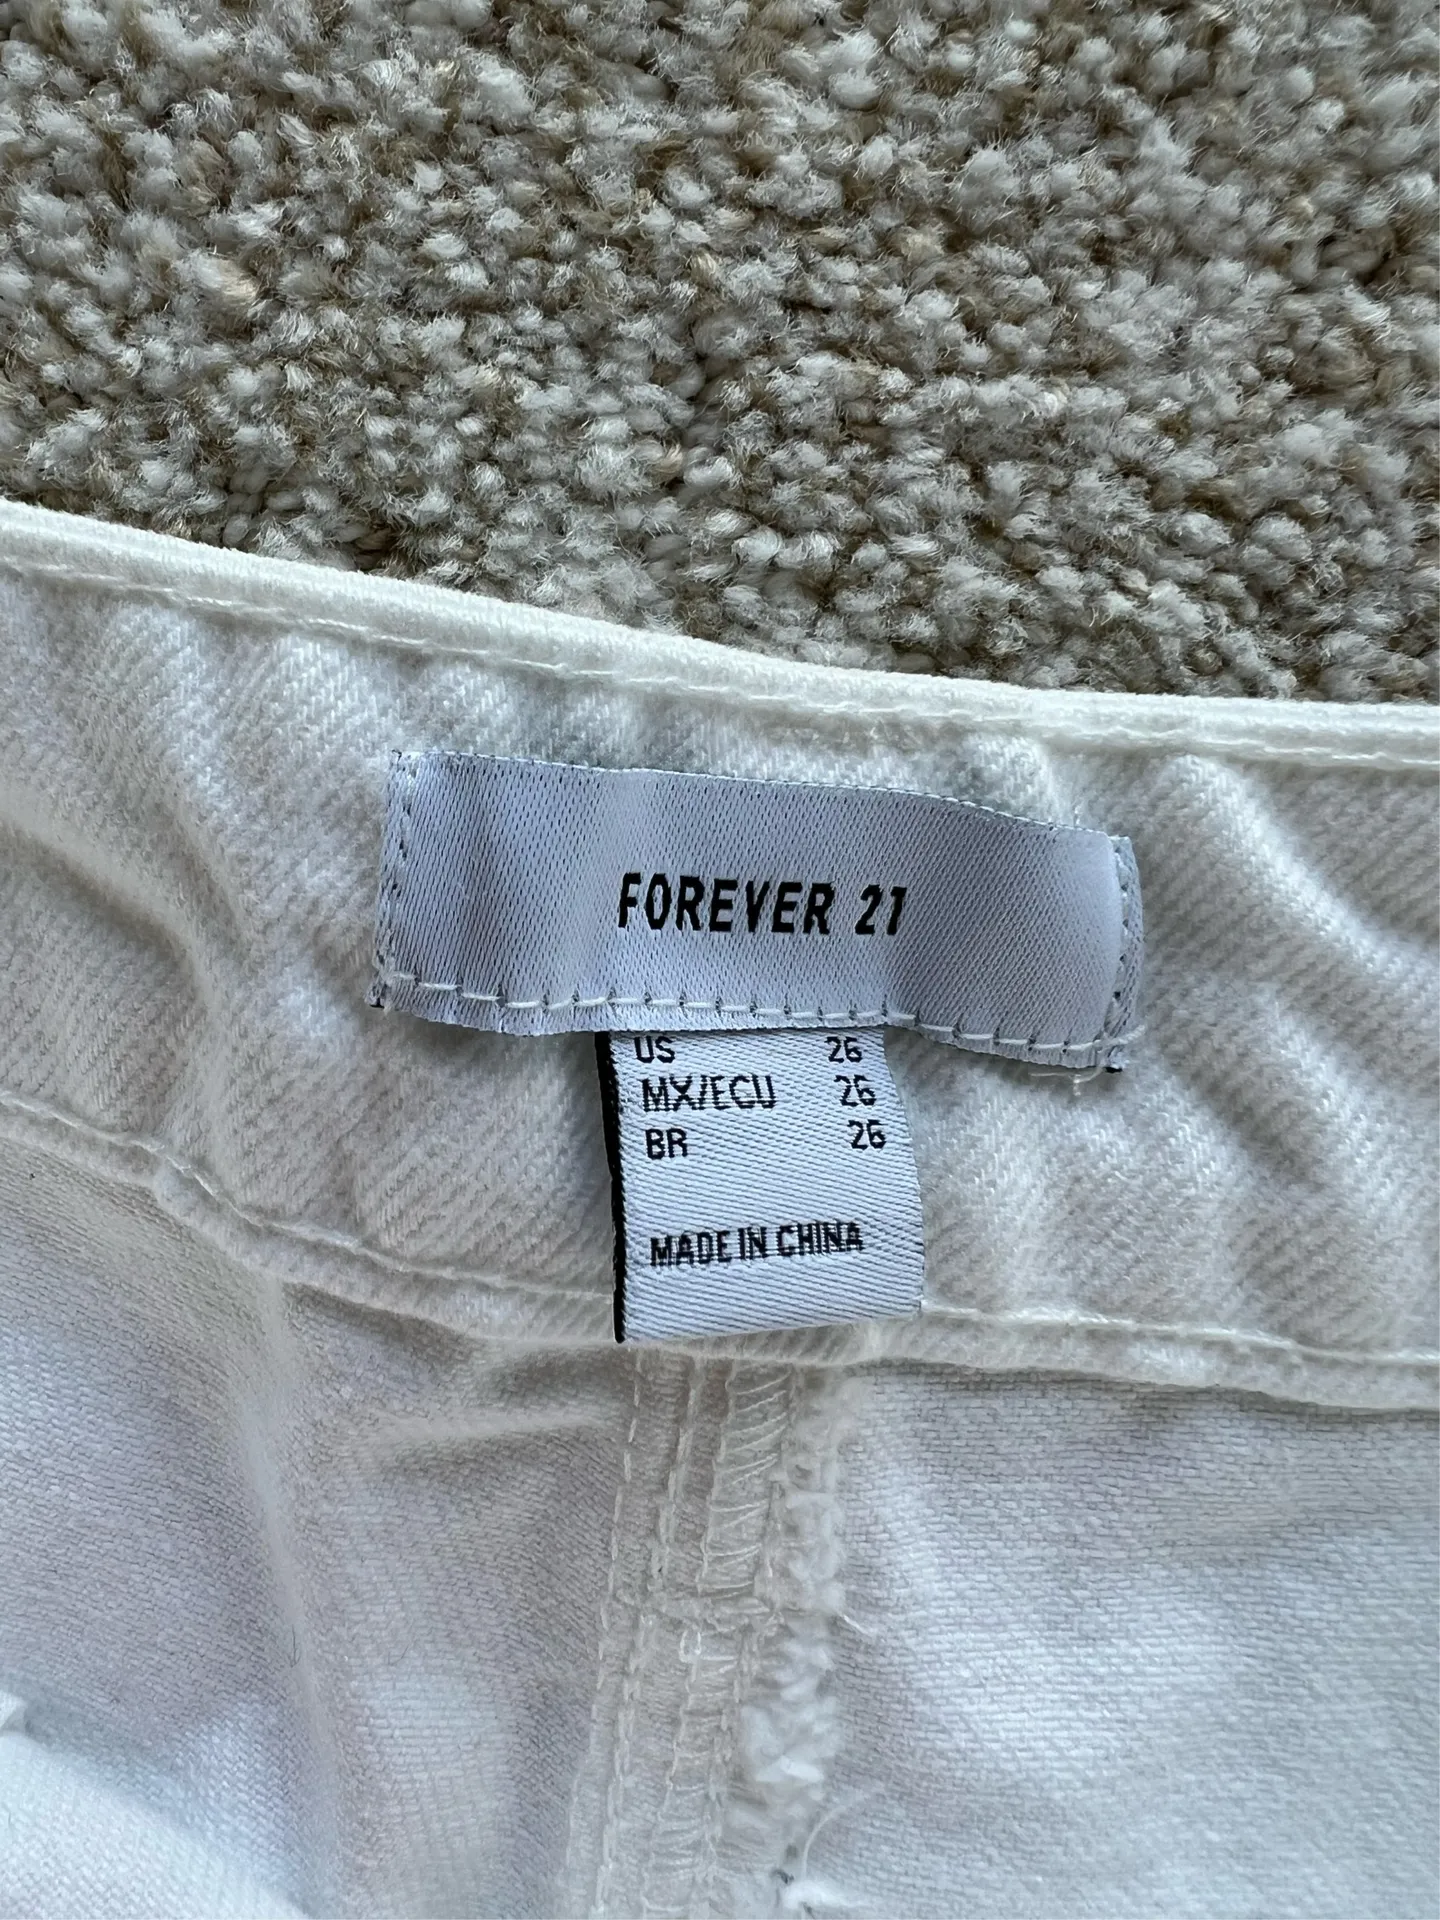 FOREVER 21
US 26
MX/ECU 26
BR 26
MADE IN CHINA